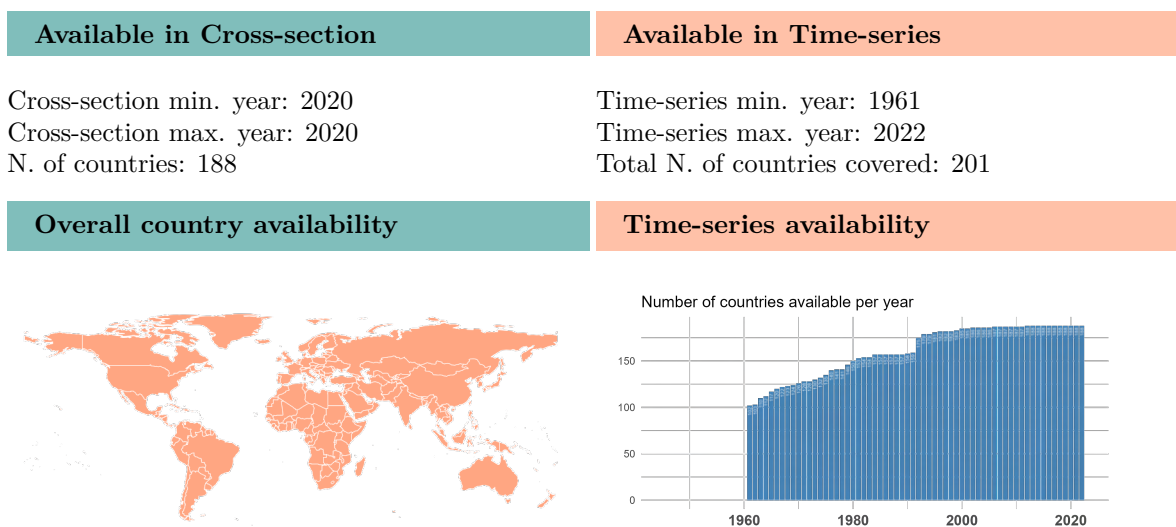 Available in Cross-section
Available in Time-series
Cross-section min. year: 2020
Cross-section max. year: 2020
N. of countries: 188
Time-series min. year: 1961
Time-series max. year: 2022
Total N. of countries covered: 201
Overall country availability
Time-series availability
Number of countries available per year
150
100
50
0
1960 1980 2000 2020